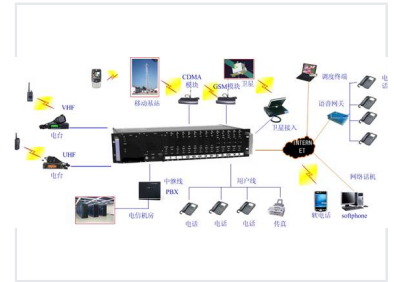 CDMA
模块
GSM模块
卫星
移动基站
VHF
电台
UHF
电台
调度终端
电话
语音网关
卫星接入
INTERN
ET
中继线
PBX
用户线
电信机房
电话
电话
电话
传真
网络话机
软电话
softphone